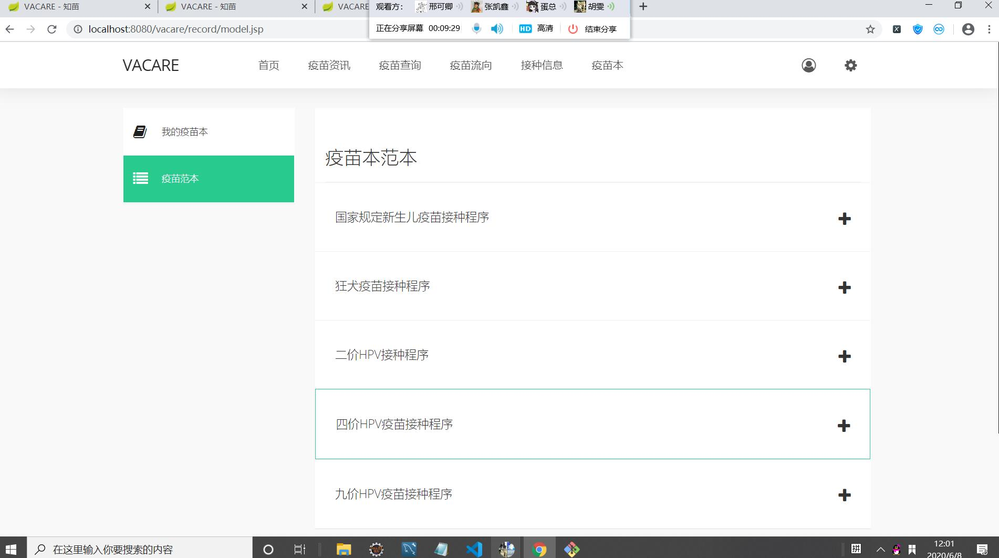 VACARE - 知苗
VACARE - 知苗
VACARE
观看方：
邢可卿
张凯鑫
蛋总
胡雯
localhost:8080/vacare/record/model.jsp
正在分享屏幕 00:09:29
HD 高清
结束分享
VACARE
首页
疫苗资讯
疫苗查询
疫苗流向
接种信息
疫苗本
我的疫苗本
疫苗范本
疫苗本范本
国家规定新生儿疫苗接种程序
狂犬疫苗接种程序
二价HPV接种程序
四价HPV疫苗接种程序
九价HPV疫苗接种程序
在这里输入你要搜索的内容
拼
12:01
2020/6/8